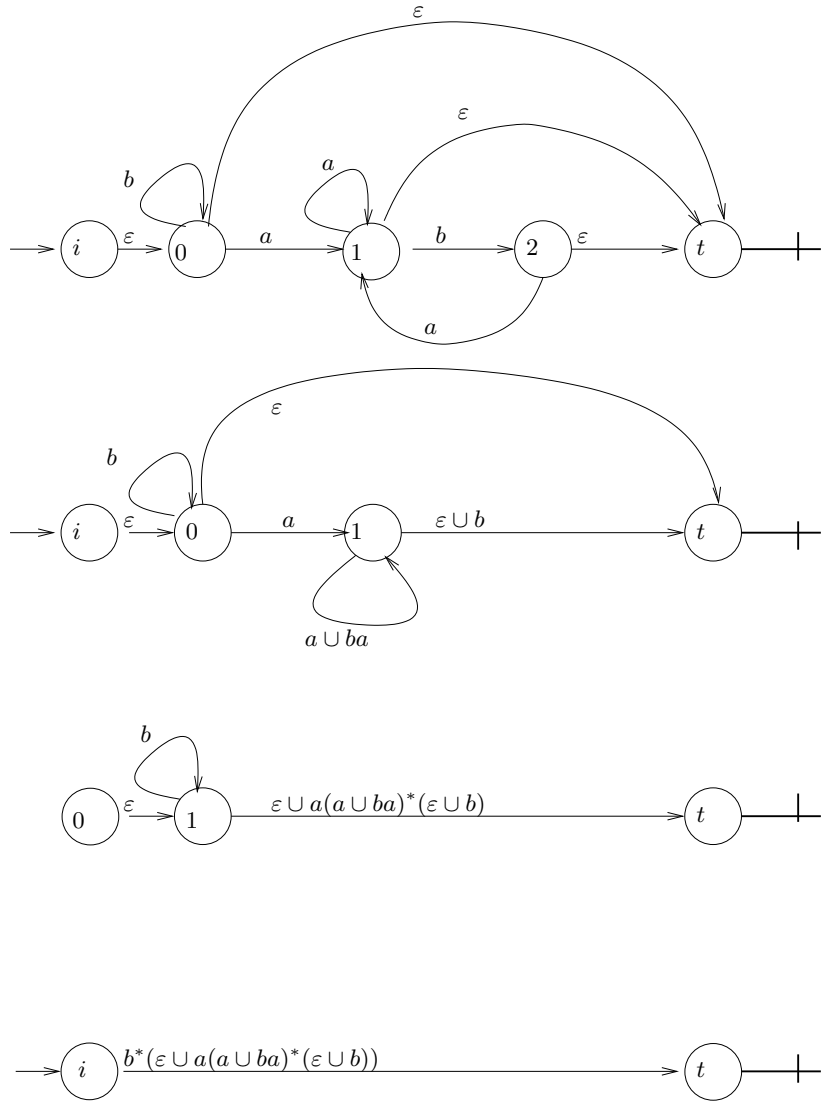 ε
ε
b a
i ε 0 a 1 b 2 ε t
a
ε
b
i ε 0 a 1 ε ∪ b t
a ∪ ba
b
0 ε 1 ε ∪ a(a ∪ ba)*(ε ∪ b) t
i b*(ε ∪ a(a ∪ ba)*(ε ∪ b)) t